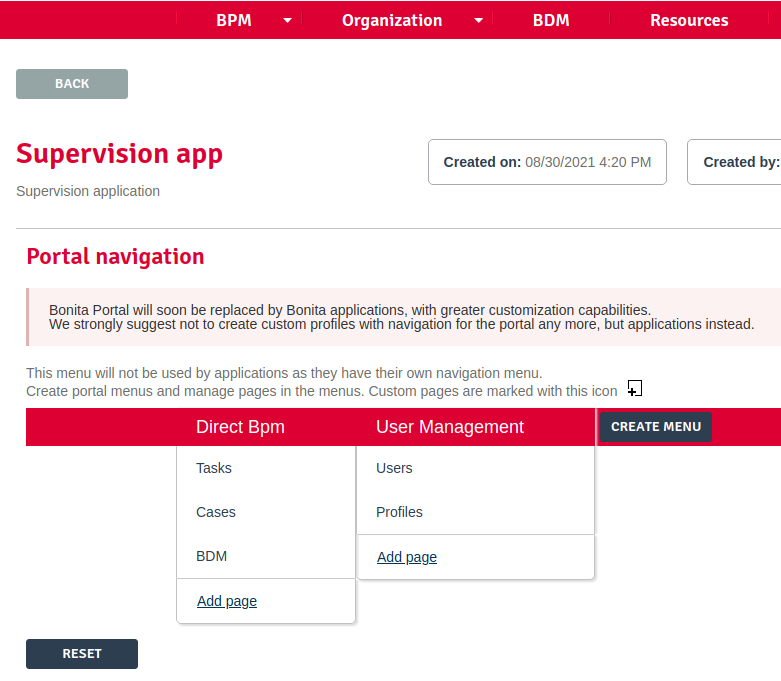 BPM Organization BDM Resources
BACK
Supervision app
Created on: 08/30/2021 4:20 PM Created by:
Supervision application
Portal navigation
Bonita Portal will soon be replaced by Bonita applications, with greater customization capabilities.
We strongly suggest not to create custom profiles with navigation for the portal any more, but applications instead.
This menu will not be used by applications as they have their own navigation menu.
Create portal menus and manage pages in the menus. Custom pages are marked with this icon
Direct Bpm User Management CREATE MENU
Tasks Users
Cases Profiles
BDM Add page
Add page
RESET